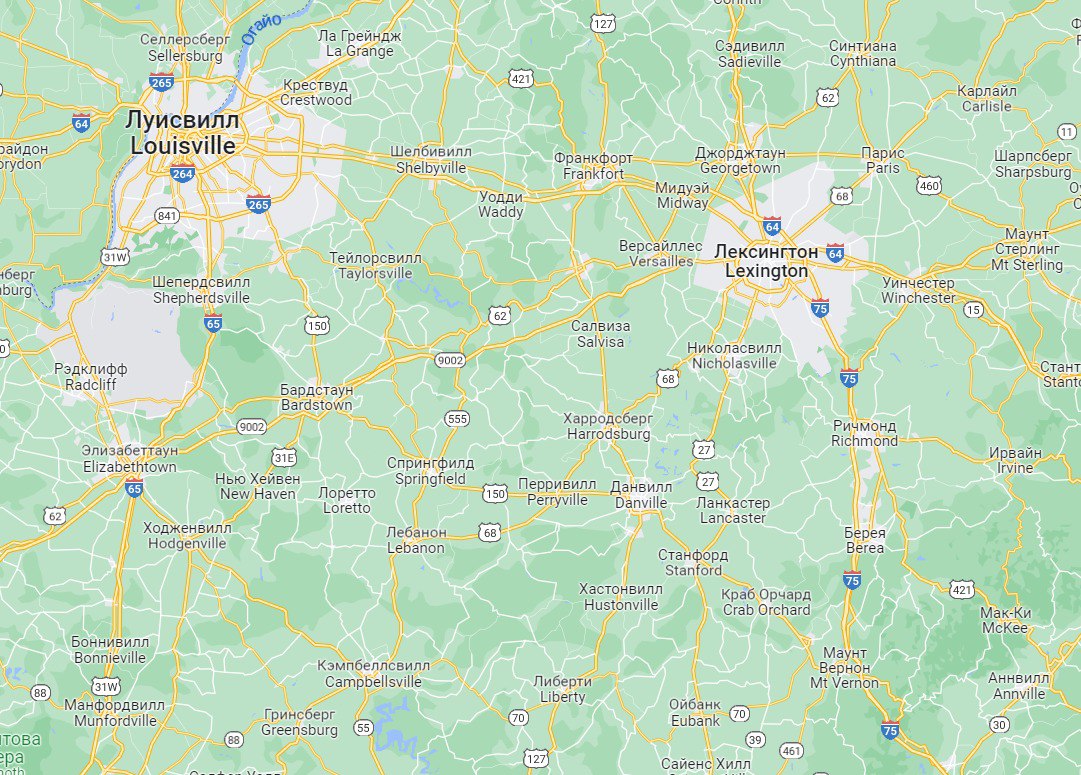 Corinth
127
Огайо
Ла Грейндж
La Grange
Селлерсберг
Sellersburg
Сэдивилл
Sadieville
Синтиана
Cynthiana
421
265
Крествуд
Crestwood
62
Карлайл
Carlisle
64
Луисвилл
Louisville
11
Шелбивилл
Shelbyville
Франкфорт
Frankfort
Джорджтаун
Georgetown
Парис
Paris
Шарпсберг
Sharpsburg
264
Уодди
Waddy
Мидуэй
Midway
68
460
265
841
64
31W
Версайллес
Versailles
Лексингтон
Lexington
64
Маунт
Стерлинг
Mt Sterling
Тейлорсвилл
Taylorsville
Шепердсвилл
Shepherdsville
Уинчестер
Winchester
62
75
15
65
150
Салвиза
Salvisa
Николасвилл
Nicholasville
9002
Рэдклифф
Radcliff
68
75
Бардстаун
Bardstown
9002
555
Харродсберг
Harrodsburg
Ричмонд
Richmond
Элизабеттаун
Elizabethtown
31E
27
Спрингфилд
Springfield
Ирвайн
Irvine
65
Нью Хейвен
New Haven
Лоретто
Loretto
150
Перривилл
Perryville
Данвилл
Danville
27
Ланкастер
Lancaster
62
Ходженвилл
Hodgenville
Лебанон
Lebanon
68
Берея
Berea
Станфорд
Stanford
75
421
Хастонвилл
Hustonville
Краб Орчард
Crab Orchard
Мак-Ки
McKee
Боннивилл
Bonnieville
Кэмпбеллсвилл
Campbellsville
Маунт
Вернон
Mt Vernon
88
31W
Либерти
Liberty
Аннвилл
Annville
Манфордвилл
Munfordville
Гринсберг
Greensburg
55
70
Ойбанк
Eubank
70
30
75
88
39
461
127
Сайенс Хилл